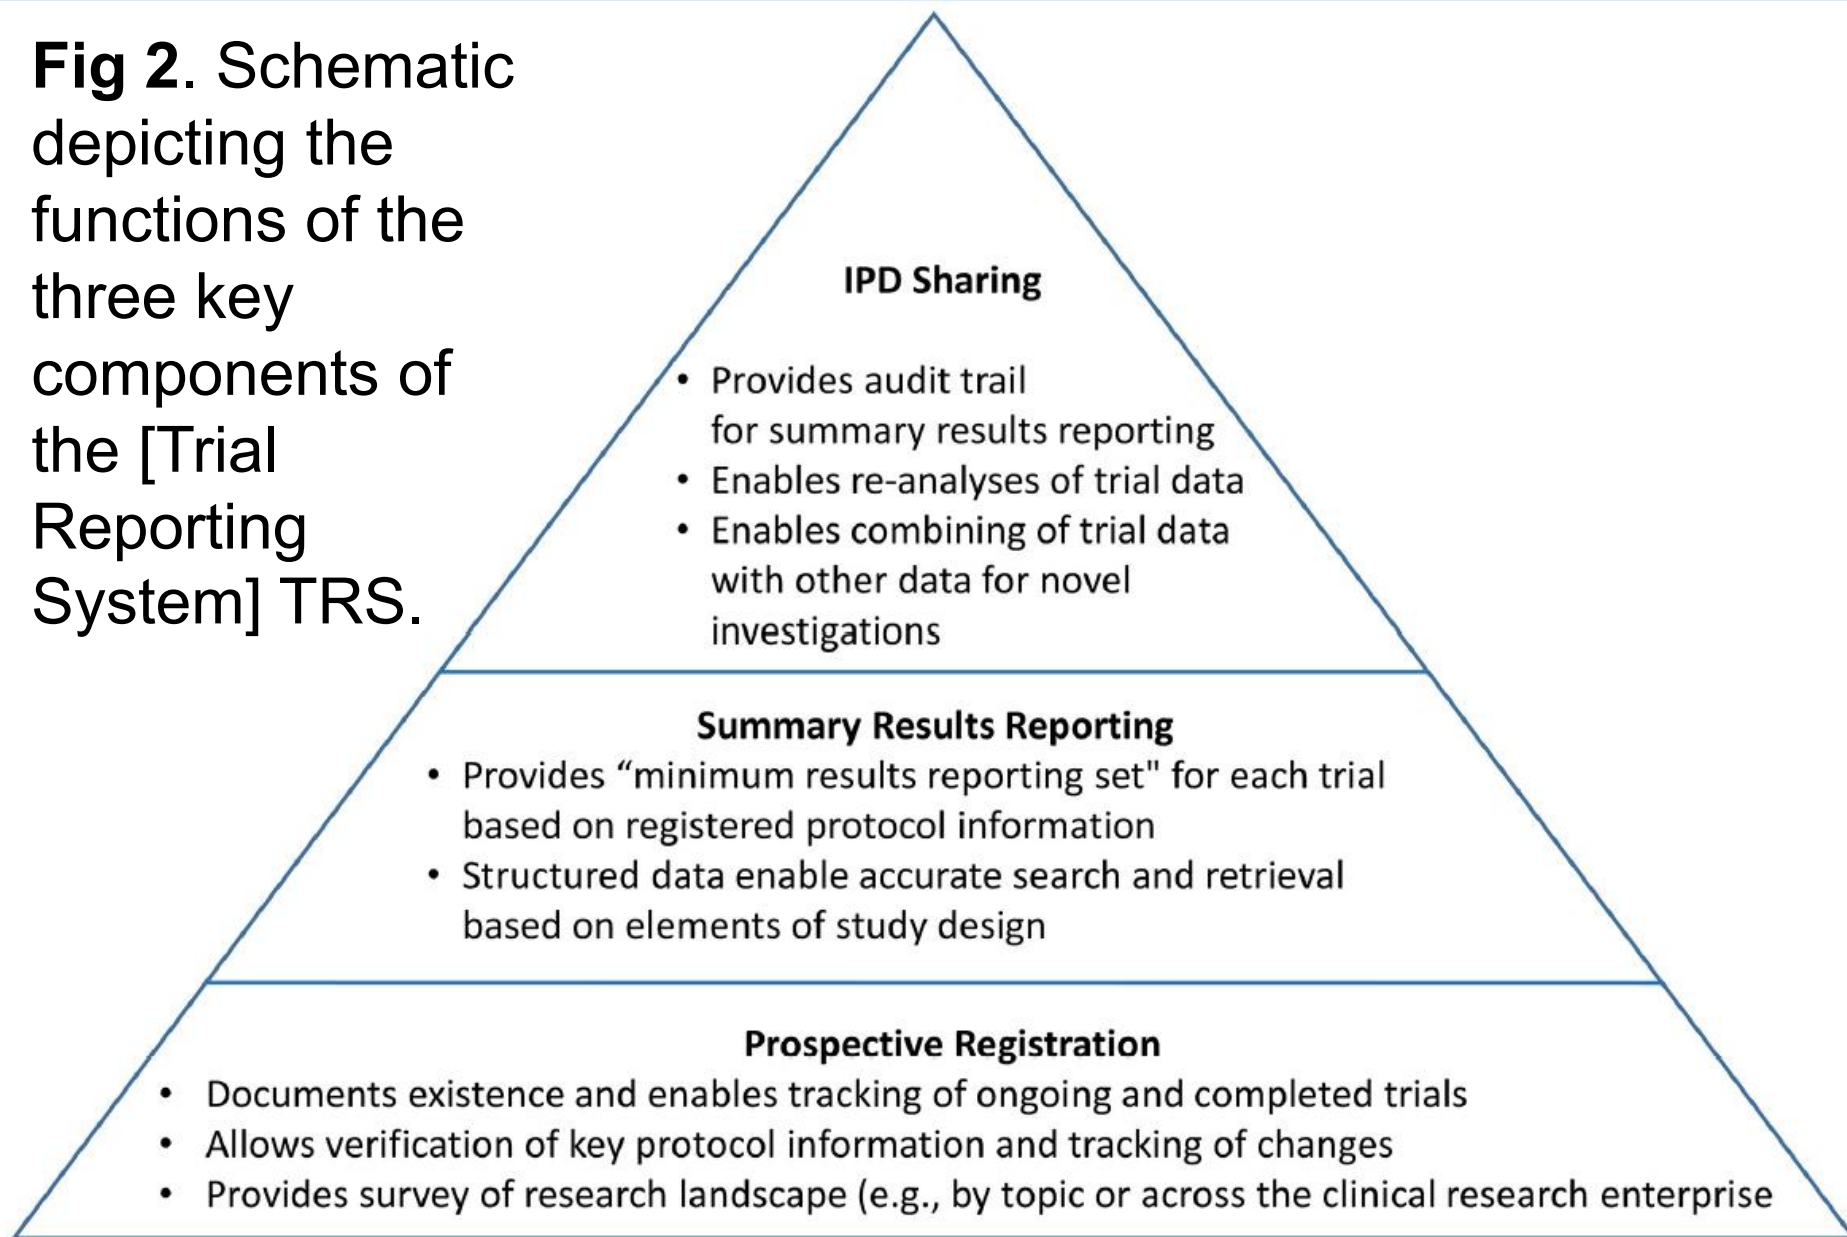 Fig 2. Schematic
depicting the
functions of the
three key
components of
the [Trial
Reporting
System] TRS.
IPD Sharing
• Provides audit trail
for summary results reporting
• Enables re-analyses of trial data
• Enables combining of trial data
with other data for novel
investigations
Summary Results Reporting
• Provides “minimum results reporting set" for each trial
based on registered protocol information
• Structured data enable accurate search and retrieval
based on elements of study design
Prospective Registration
• Documents existence and enables tracking of ongoing and completed trials
• Allows verification of key protocol information and tracking of changes
• Provides survey of research landscape (e.g., by topic or across the clinical research enterprise